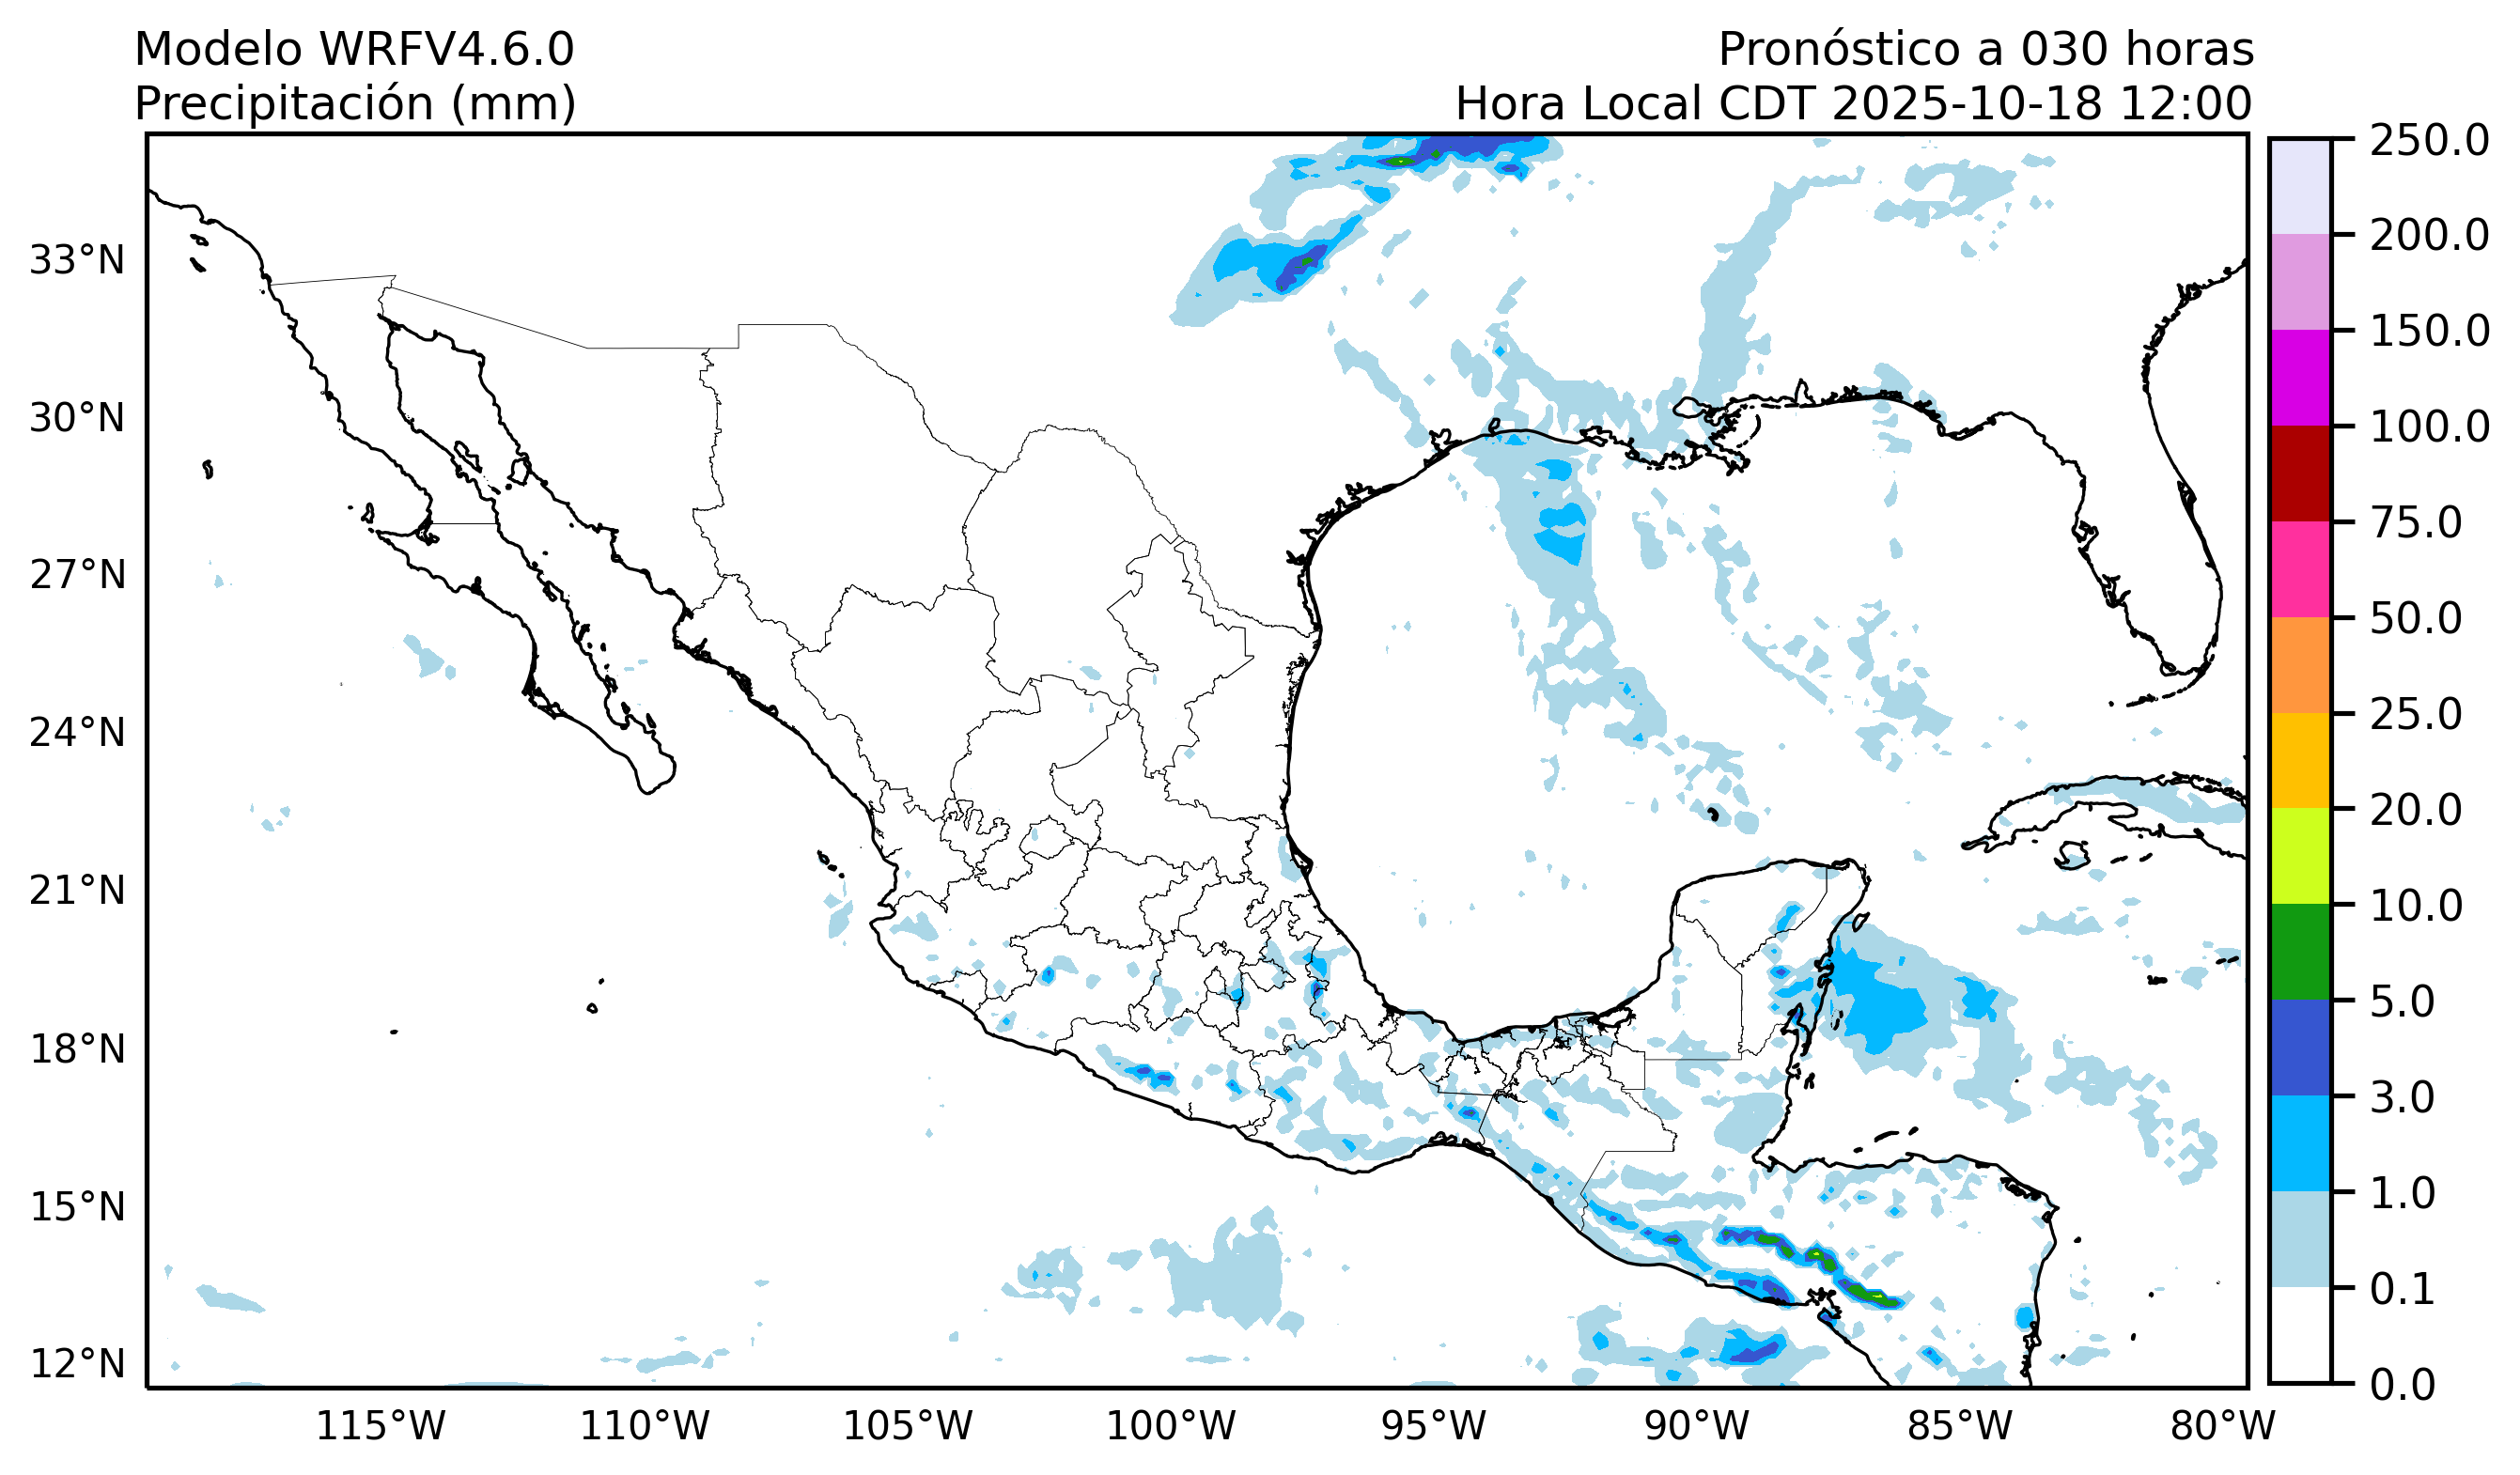 Modelo WRFV4.6.0
Precipitación (mm)
Pronóstico a 030 horas
Hora Local CDT 2025-10-18 12:00
33°N
30°N
27°N
24°N
21°N
18°N
15°N
12°N
115°W
110°W
105°W
100°W
95°W
90°W
85°W
80°W
250.0
200.0
150.0
100.0
75.0
50.0
25.0
20.0
10.0
5.0
3.0
1.0
0.1
0.0